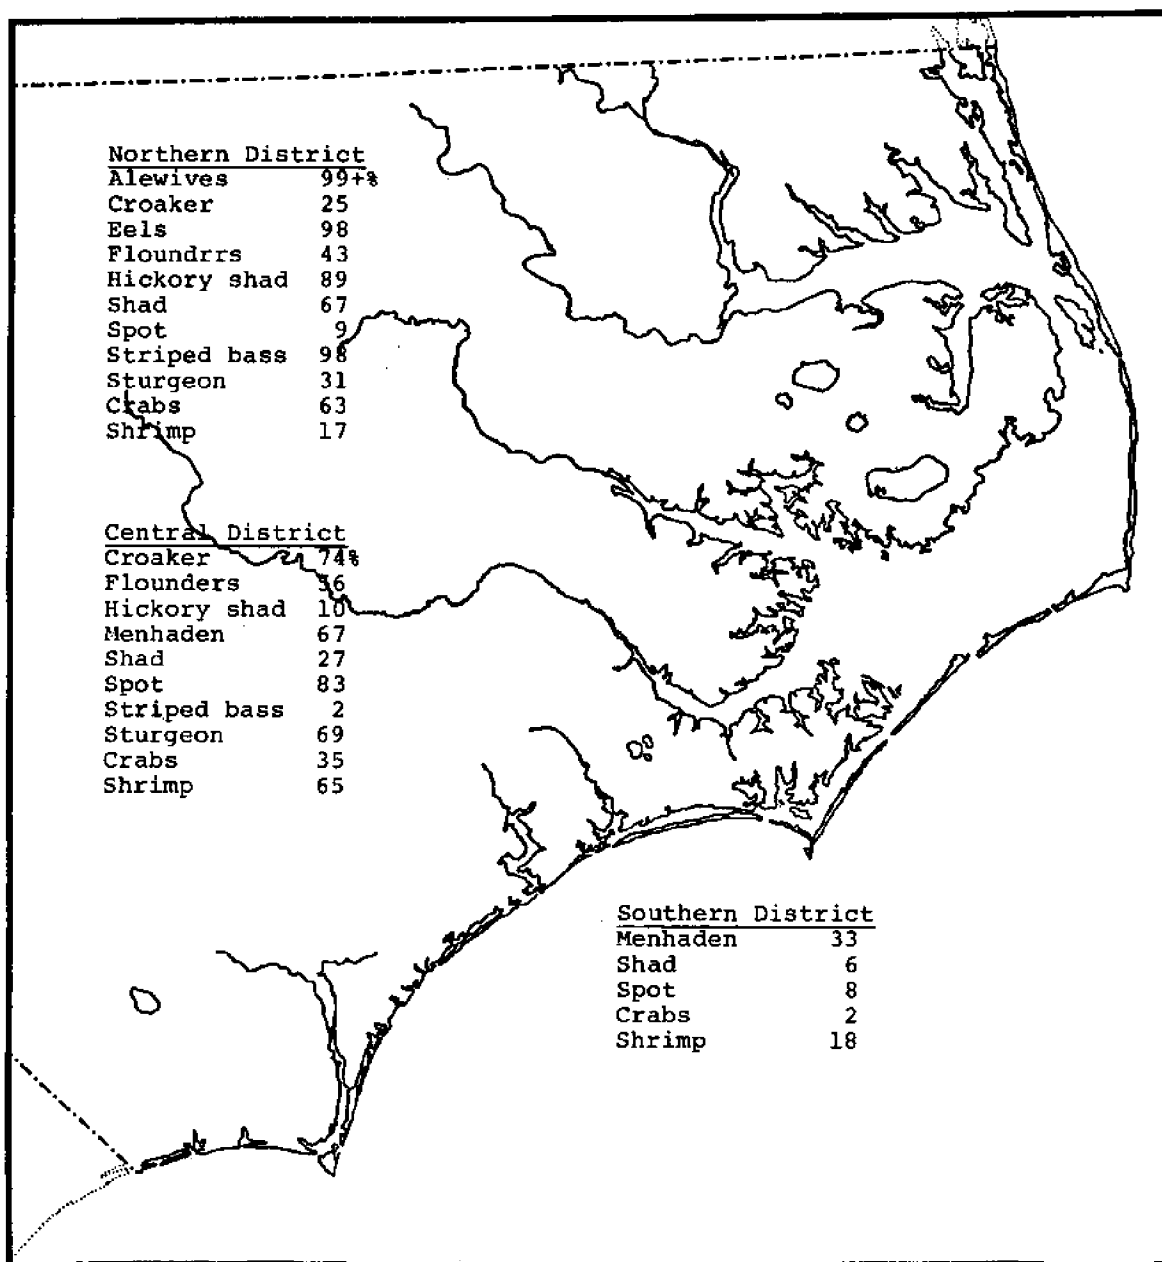 Northern District
Alewives 99+%
Croaker 25
Eels 98
Floundrrs 43
Hickory shad 89
Shad 67
Spot 9
Striped bass 98
Sturgeon 31
Crabs 63
Shrimp 17
Central District
Croaker 74%
Flounders 56
Hickory shad 10
Menhaden 67
Shad 27
Spot 83
Striped bass 2
Sturgeon 69
Crabs 35
Shrimp 65
Southern District
Menhaden 33
Shad 6
Spot 8
Crabs 2
Shrimp 18